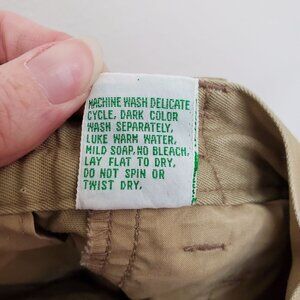 MACHINE WASH DELICATE
CYCLE, DARK COLOR
WASH SEPARATELY,
LUKE WARM WATER,
MILD SOAP, NO BLEACH,
LAY FLAT TO DRY,
DO NOT SPIN OR
TWIST DRY.